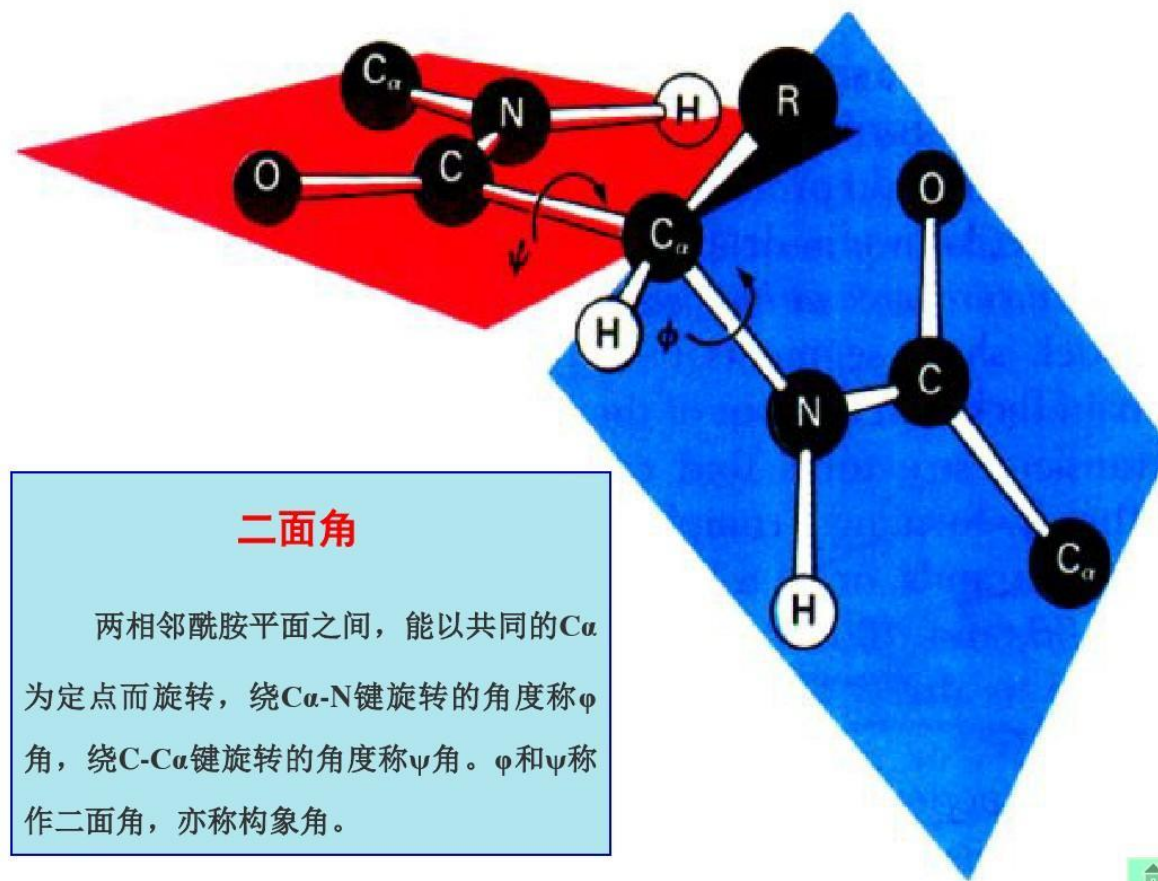 Cα
N
H
R
O
C
ψ
Cα
O
H
φ
N
C
Cα
H
二面角
两相邻酰胺平面之间，能以共同的Cα
为定点而旋转，绕Cα-N键旋转的角度称φ
角，绕C-Cα键旋转的角度称ψ角。φ和ψ称
作二面角，亦称构象角。